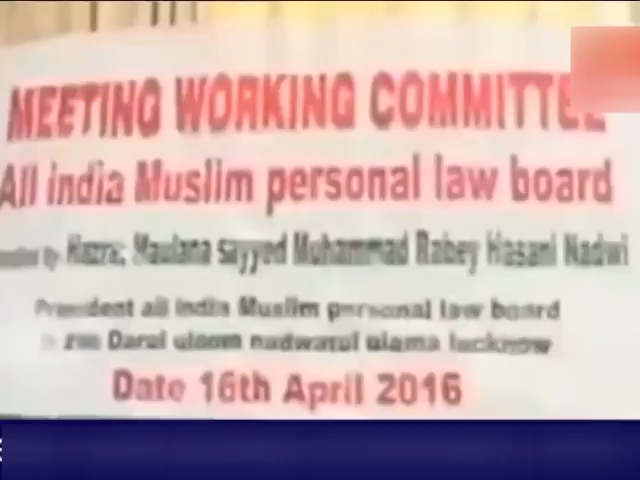 MEETING WORKING COMMITTEE
All india Muslim personal law board
by Hazrat Maulana sayyed Muhammad Rabey Hasani Nadwi
President all india Muslim personal law board
Darul uloom nadwatul ulama lucknow
Date 16th April 2016